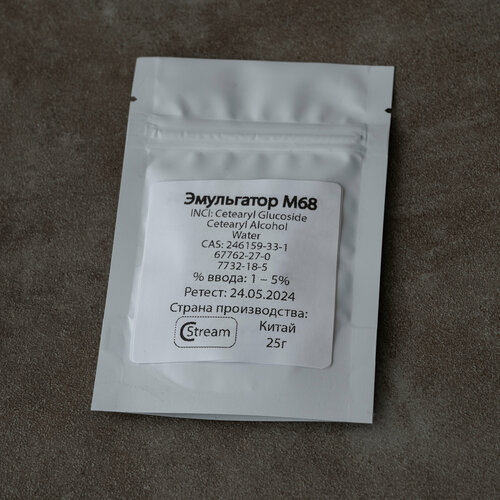 Эмульгатор М68
INCI: Cetearyl Glucoside
Cetearyl Alcohol
Water
CAS: 246159-33-1
67762-27-0
7732-18-5
% ввода: 1 – 5%
Ретест: 24.05.2024
Страна производства:
Китай
CStream
25г